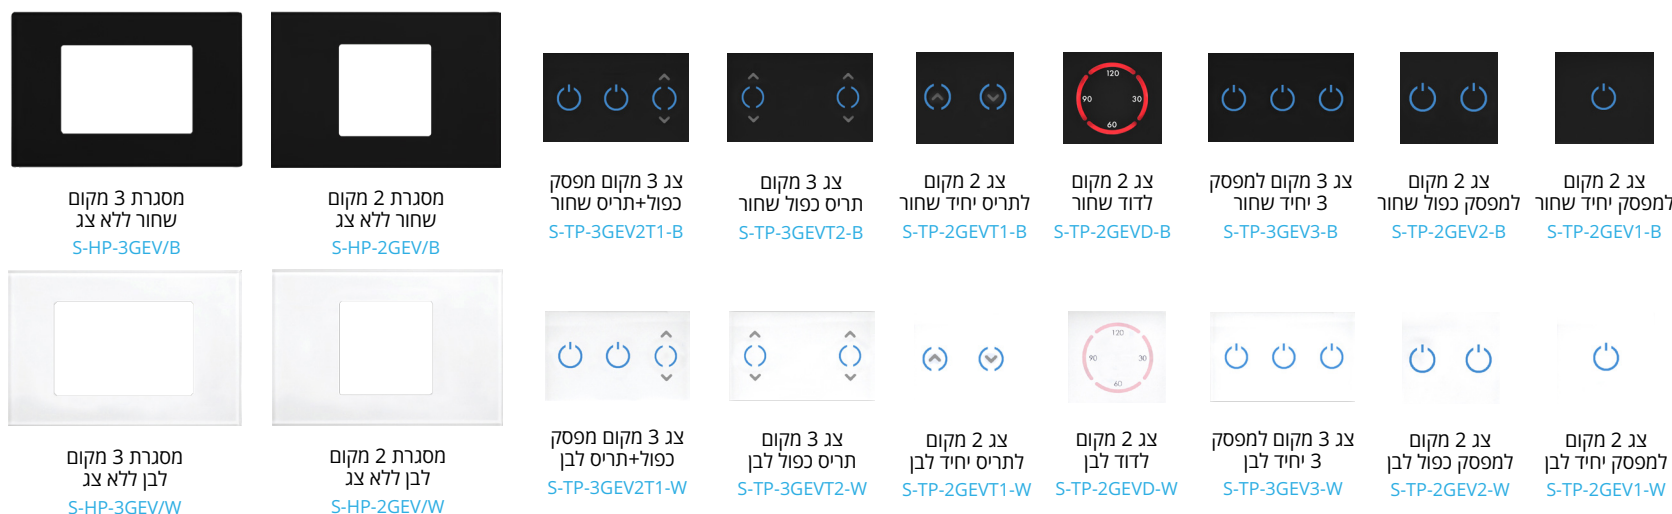 120
90
30
60
צג 2 מקום
למפסק יחיד שחור
S-TP-2GEV1-B
צג 2 מקום
למפסק כפול שחור
S-TP-2GEV2-B
צג 3 מקום למפסק
3 יחיד שחור
S-TP-3GEV3-B
צג 2 מקום
לדוד שחור
S-TP-2GEVD-B
צג 2 מקום
לתריס יחיד שחור
S-TP-2GEVT1-B
צג 3 מקום
תריס כפול שחור
S-TP-3GEVT2-B
צג 3 מקום מפסק
כפול+תריס שחור
S-TP-3GEV2T1-B
מסגרת 2 מקום
שחור ללא צג
S-HP-2GEV/B
מסגרת 3 מקום
שחור ללא צג
S-HP-3GEV/B
120
90
30
60
צג 2 מקום
למפסק יחיד לבן
S-TP-2GEV1-W
צג 2 מקום
למפסק כפול לבן
S-TP-2GEV2-W
צג 3 מקום למפסק
3 יחיד לבן
S-TP-3GEV3-W
צג 2 מקום
לדוד לבן
S-TP-2GEVD-W
צג 2 מקום
לתריס יחיד לבן
S-TP-2GEVT1-W
צג 3 מקום
תריס כפול לבן
S-TP-3GEVT2-W
צג 3 מקום מפסק
כפול+תריס לבן
S-TP-3GEV2T1-W
מסגרת 2 מקום
לבן ללא צג
S-HP-2GEV/W
מסגרת 3 מקום
לבן ללא צג
S-HP-3GEV/W